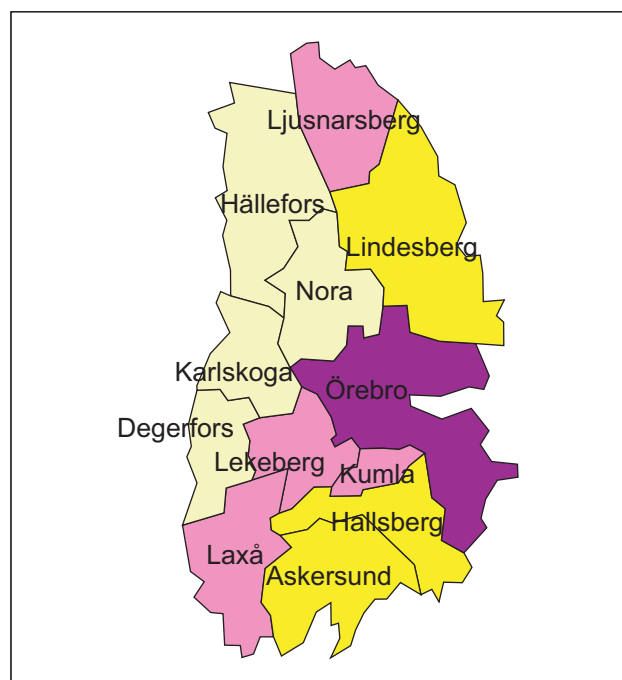 Ljusnarsberg
Hällefors
Lindesberg
Nora
Karlskoga
Örebro
Degerfors
Lekeberg
Kumla
Hallsberg
Laxå
Askersund